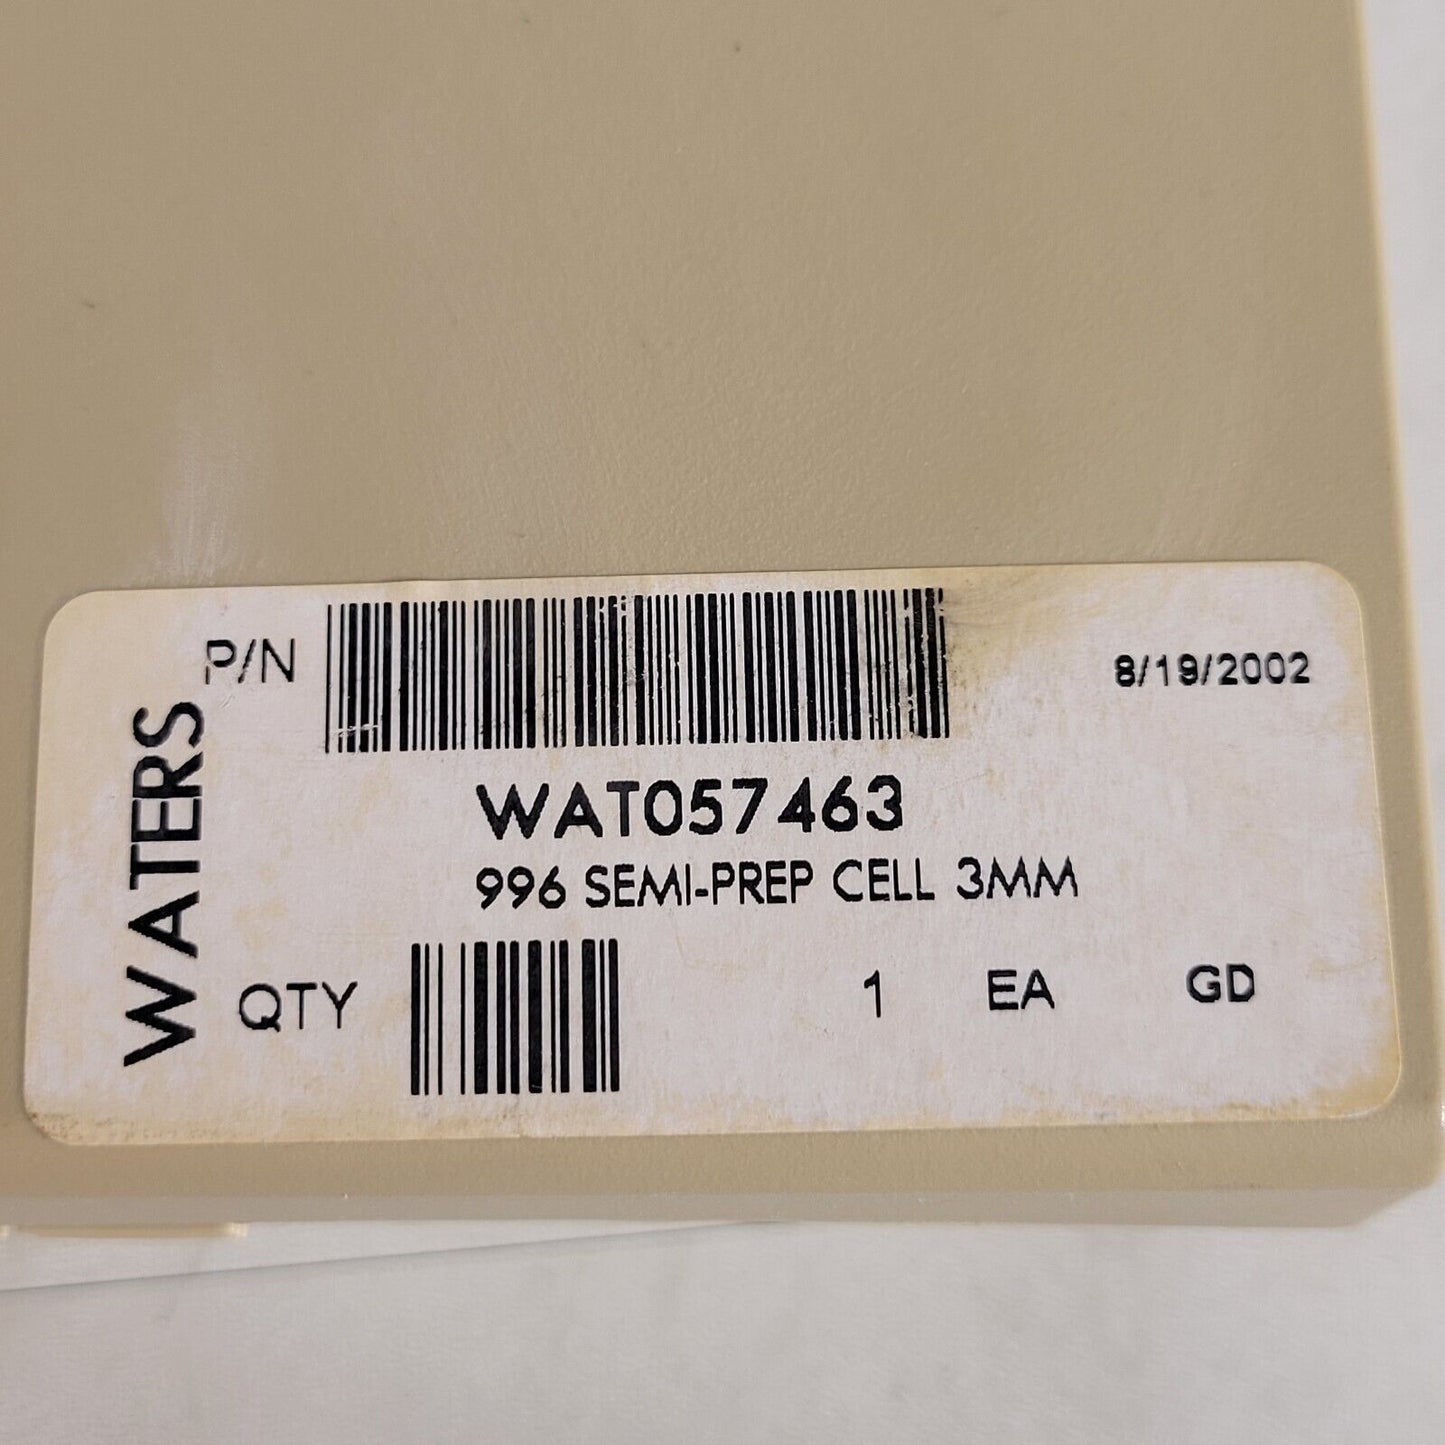 WATERS
P/N
8/19/2002
WAT057463
996 SEMI-PREP CELL 3MM
QTY 1 EA GD